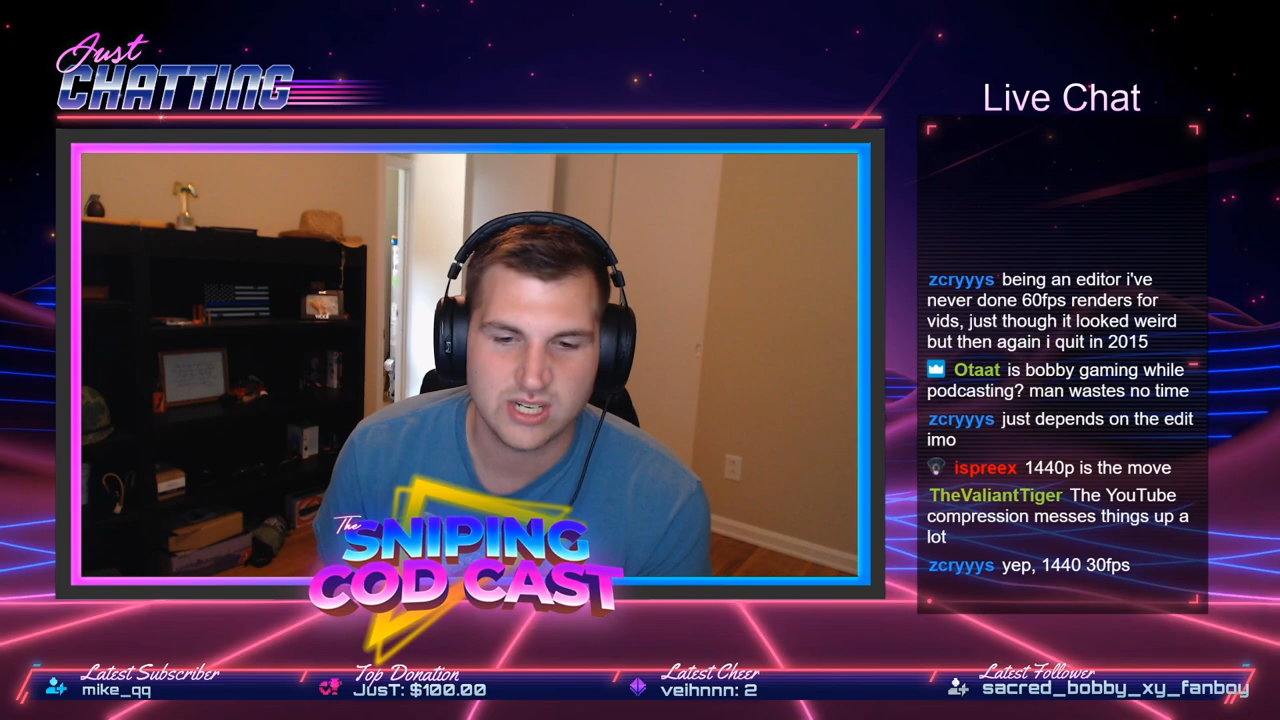 Just
CHATTING
Live Chat
zcryyys being an editor i've
never done 60fps renders for
vids, just though it looked weird
but then again i quit in 2015
Otaat is bobby gaming while
podcasting? man wastes no time
zcryyys just depends on the edit
imo
ispreex 1440p is the move
TheValiantTiger The YouTube
compression messes things up a
lot
zcryyys yep, 1440 30fps
The
SNIPING
COD CAST
Latest Subscriber
mike_qq
Top Donation
JusT: $100.00
Latest Cheer
veihnnn: 2
Latest Follower
sacred_bobby_xy_fanboy